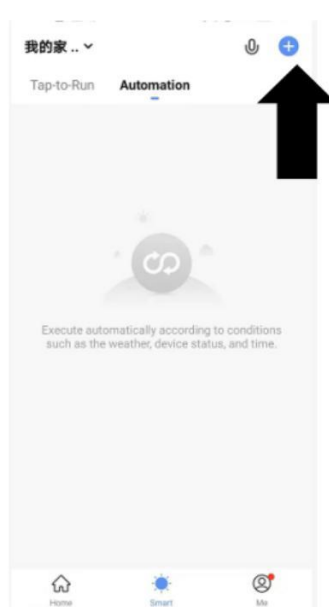 我的家 ..
Tap-to-Run Automation
Execute automatically according to conditions
such as the weather, device status, and time.
Home Smart Me